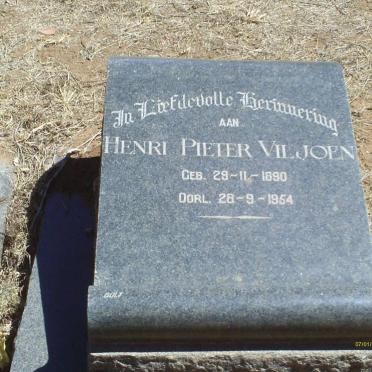 In Liefdevolle Herinnering
AAN
HENRI PIETER VILJOEN
GEB. 29-11-1890
OORL. 28-9-1954